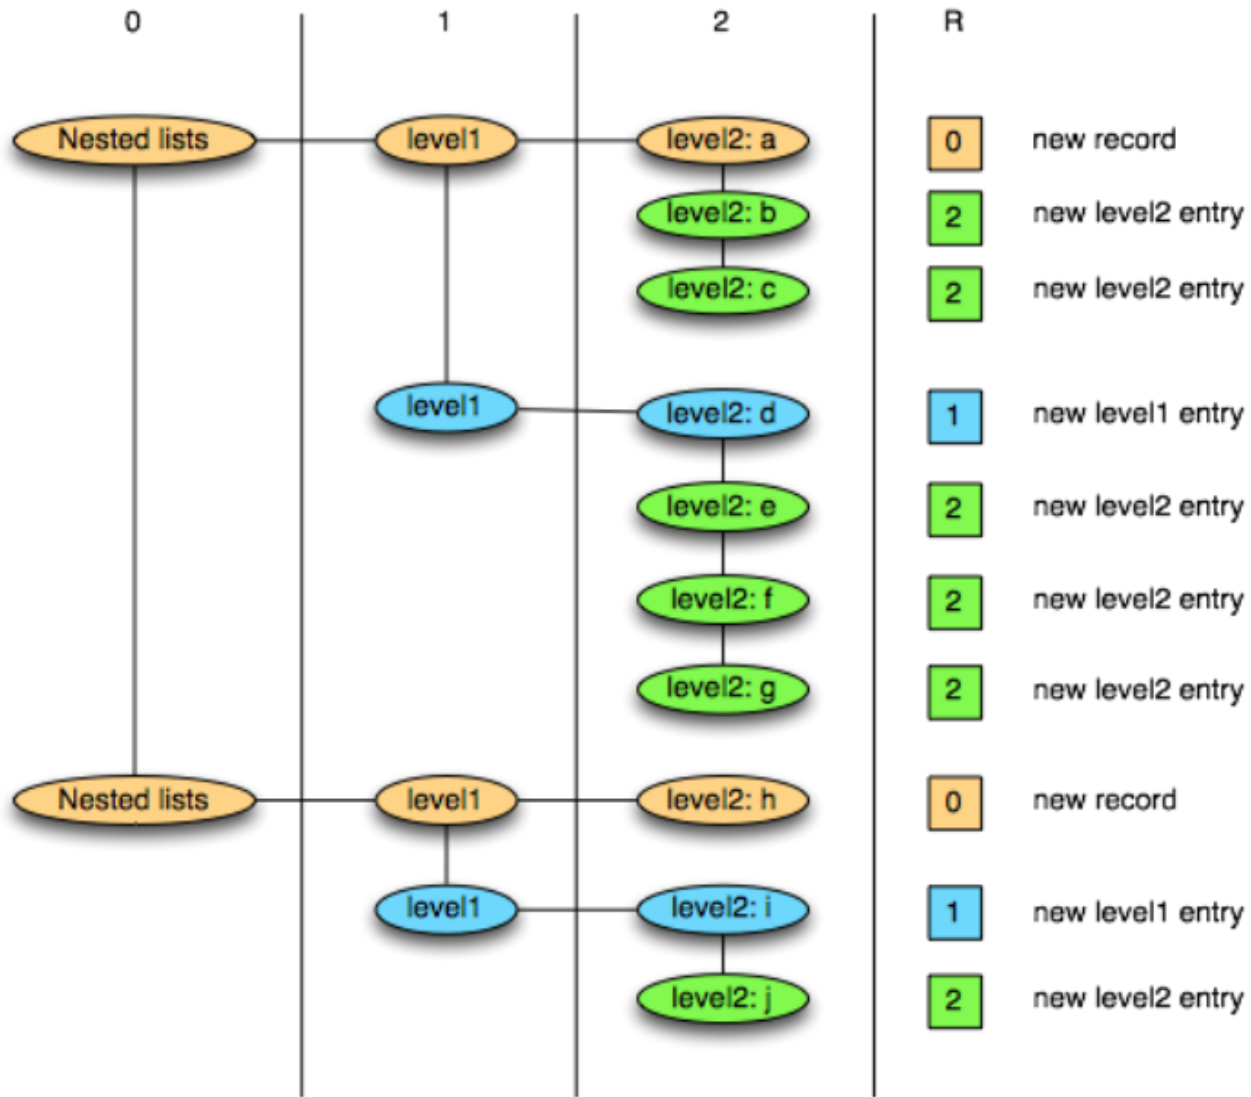 0 1 2 R
Nested lists level1 level2: a 0 new record
level2: b 2 new level2 entry
level2: c 2 new level2 entry
level1 level2: d 1 new level1 entry
level2: e 2 new level2 entry
level2: f 2 new level2 entry
level2: g 2 new level2 entry
Nested lists level1 level2: h 0 new record
level1 level2: i 1 new level1 entry
level2: j 2 new level2 entry